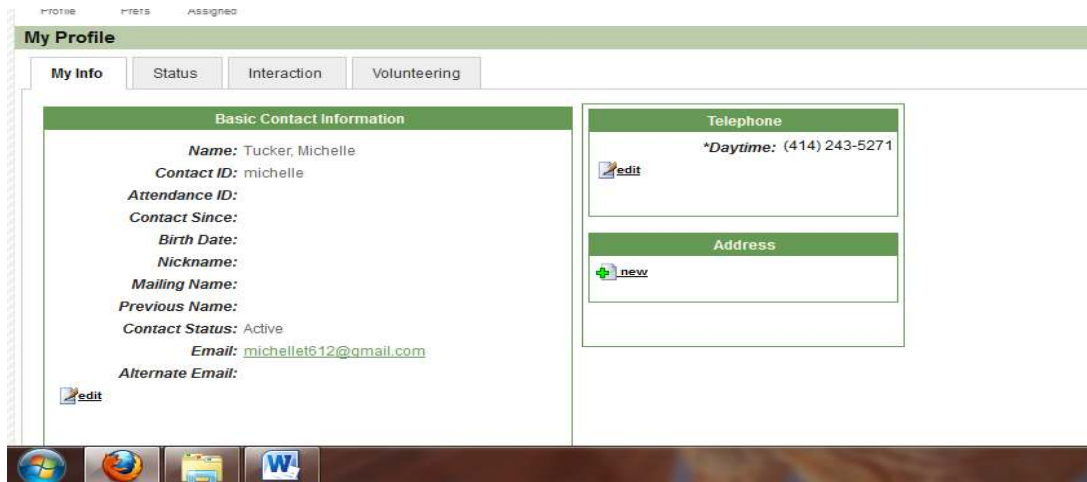 Profile Prefs Assigned
My Profile
My Info Status Interaction Volunteering
Basic Contact Information
Name: Tucker, Michelle
Contact ID: michelle
Attendance ID:
Contact Since:
Birth Date:
Nickname:
Mailing Name:
Previous Name:
Contact Status: Active
Email: michellet612@gmail.com
Alternate Email:
edit
Telephone
*Daytime: (414) 243-5271
edit
Address
new
W